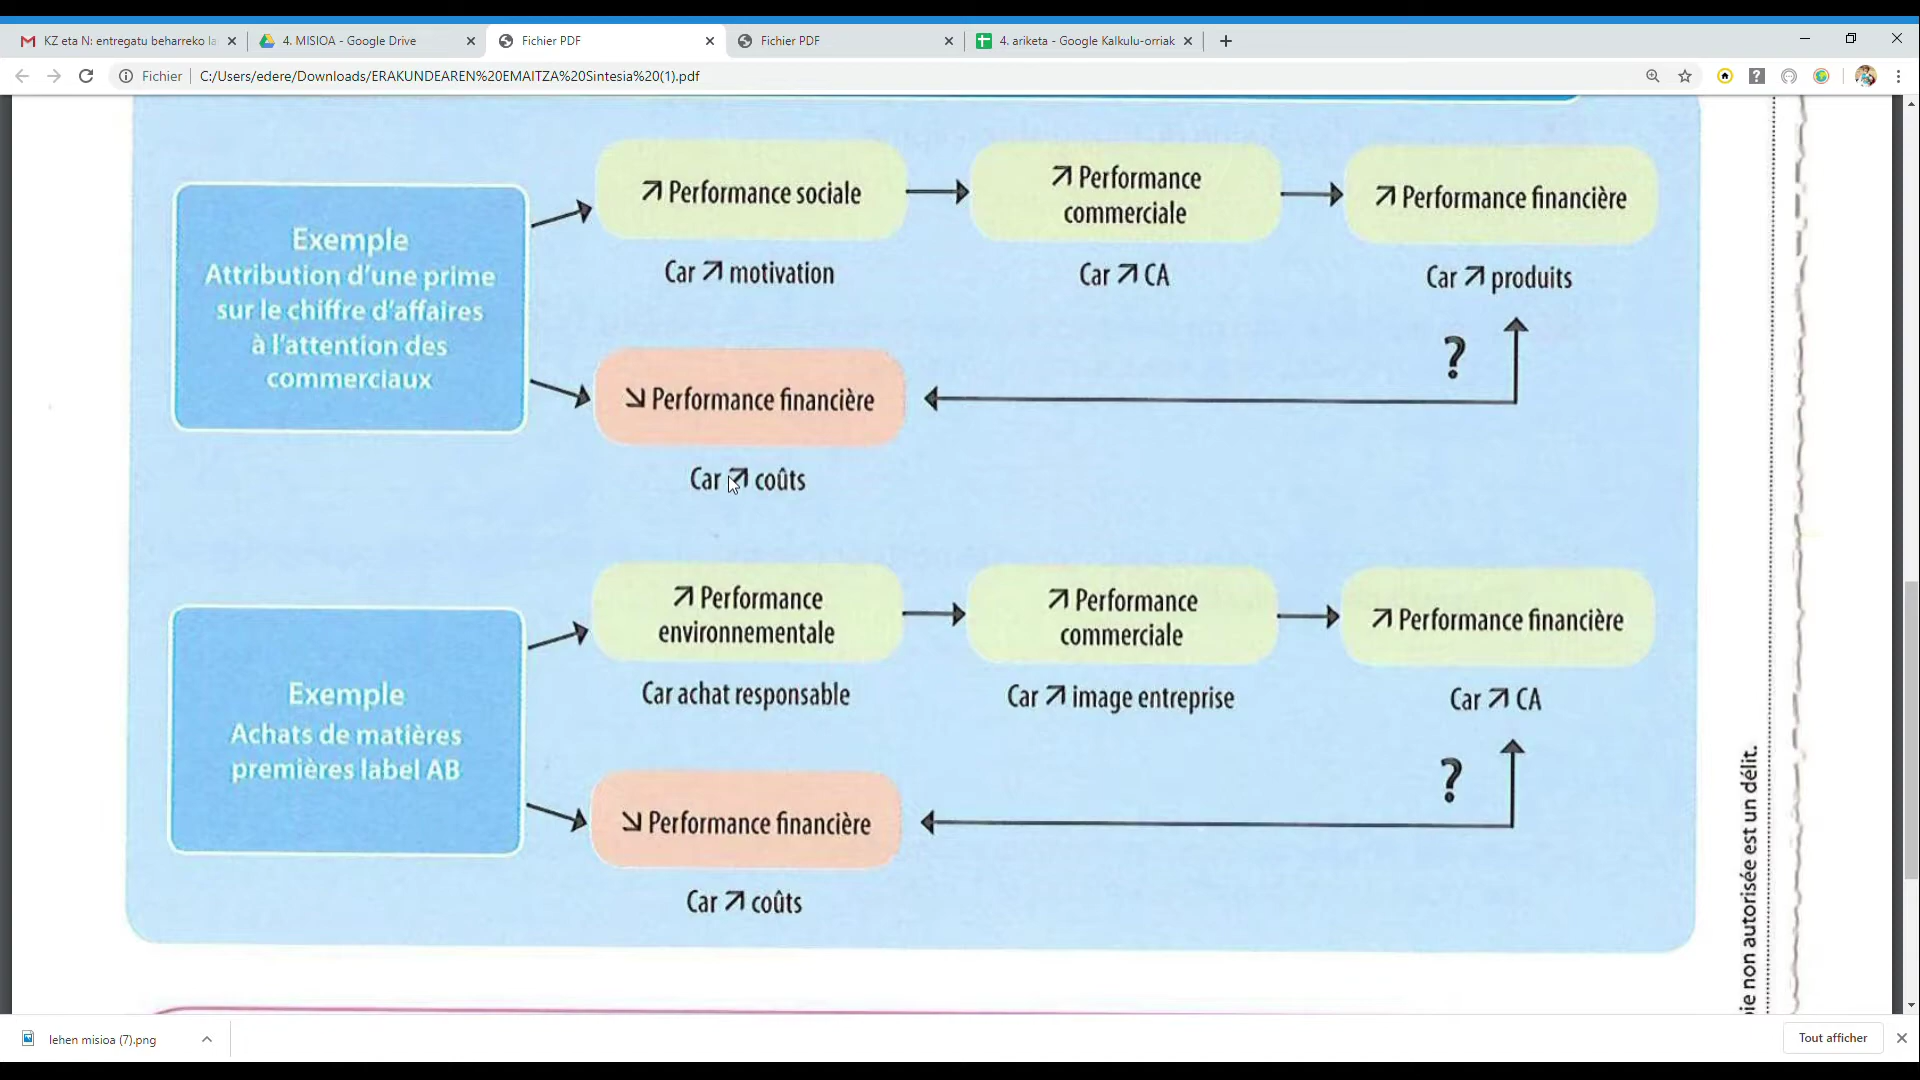 KZ eta N: entregatu beharreko la
4. MISIOA - Google Drive
Fichier PDF
Fichier PDF
4. ariketa - Google Kalkulu-orriak
Fichier
C:/Users/edere/Downloads/ERAKUNDEAREN%20EMAITZA%20Sintesia%20(1).pdf
Exemple
Attribution d'une prime
sur le chiffre d'affaires
à l'attention des
commerciaux
↗ Performance sociale
Car ↗ motivation
↗ Performance
commerciale
Car ↗ CA
↗ Performance financière
Car ↗ produits
?
↘ Performance financière
Car ↗ coûts
Exemple
Achats de matières
premières label AB
↗ Performance
environnementale
Car achat responsable
↗ Performance
commerciale
Car ↗ image entreprise
↗ Performance financière
Car ↗ CA
?
↘ Performance financière
Car ↗ coûts
non autorisée est un délit.
lehen misioa (7).png
Tout afficher